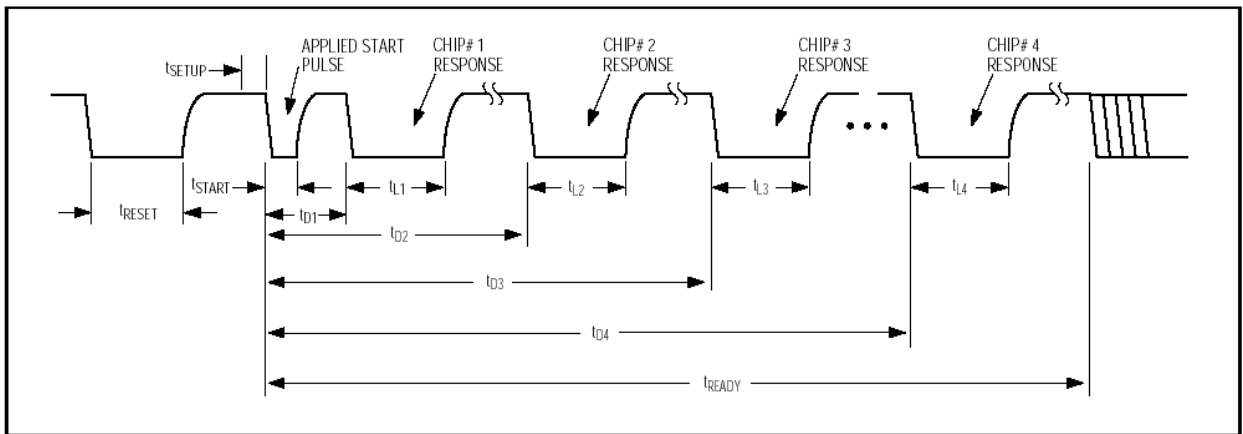 APPLIED START
PULSE
CHIP# 1
RESPONSE
CHIP# 2
RESPONSE
CHIP# 3
RESPONSE
CHIP# 4
RESPONSE
tSETUP
tSTART
tRESET
tL1
tL2
tL3
tL4
tD1
tD2
tD3
tD4
tREADY